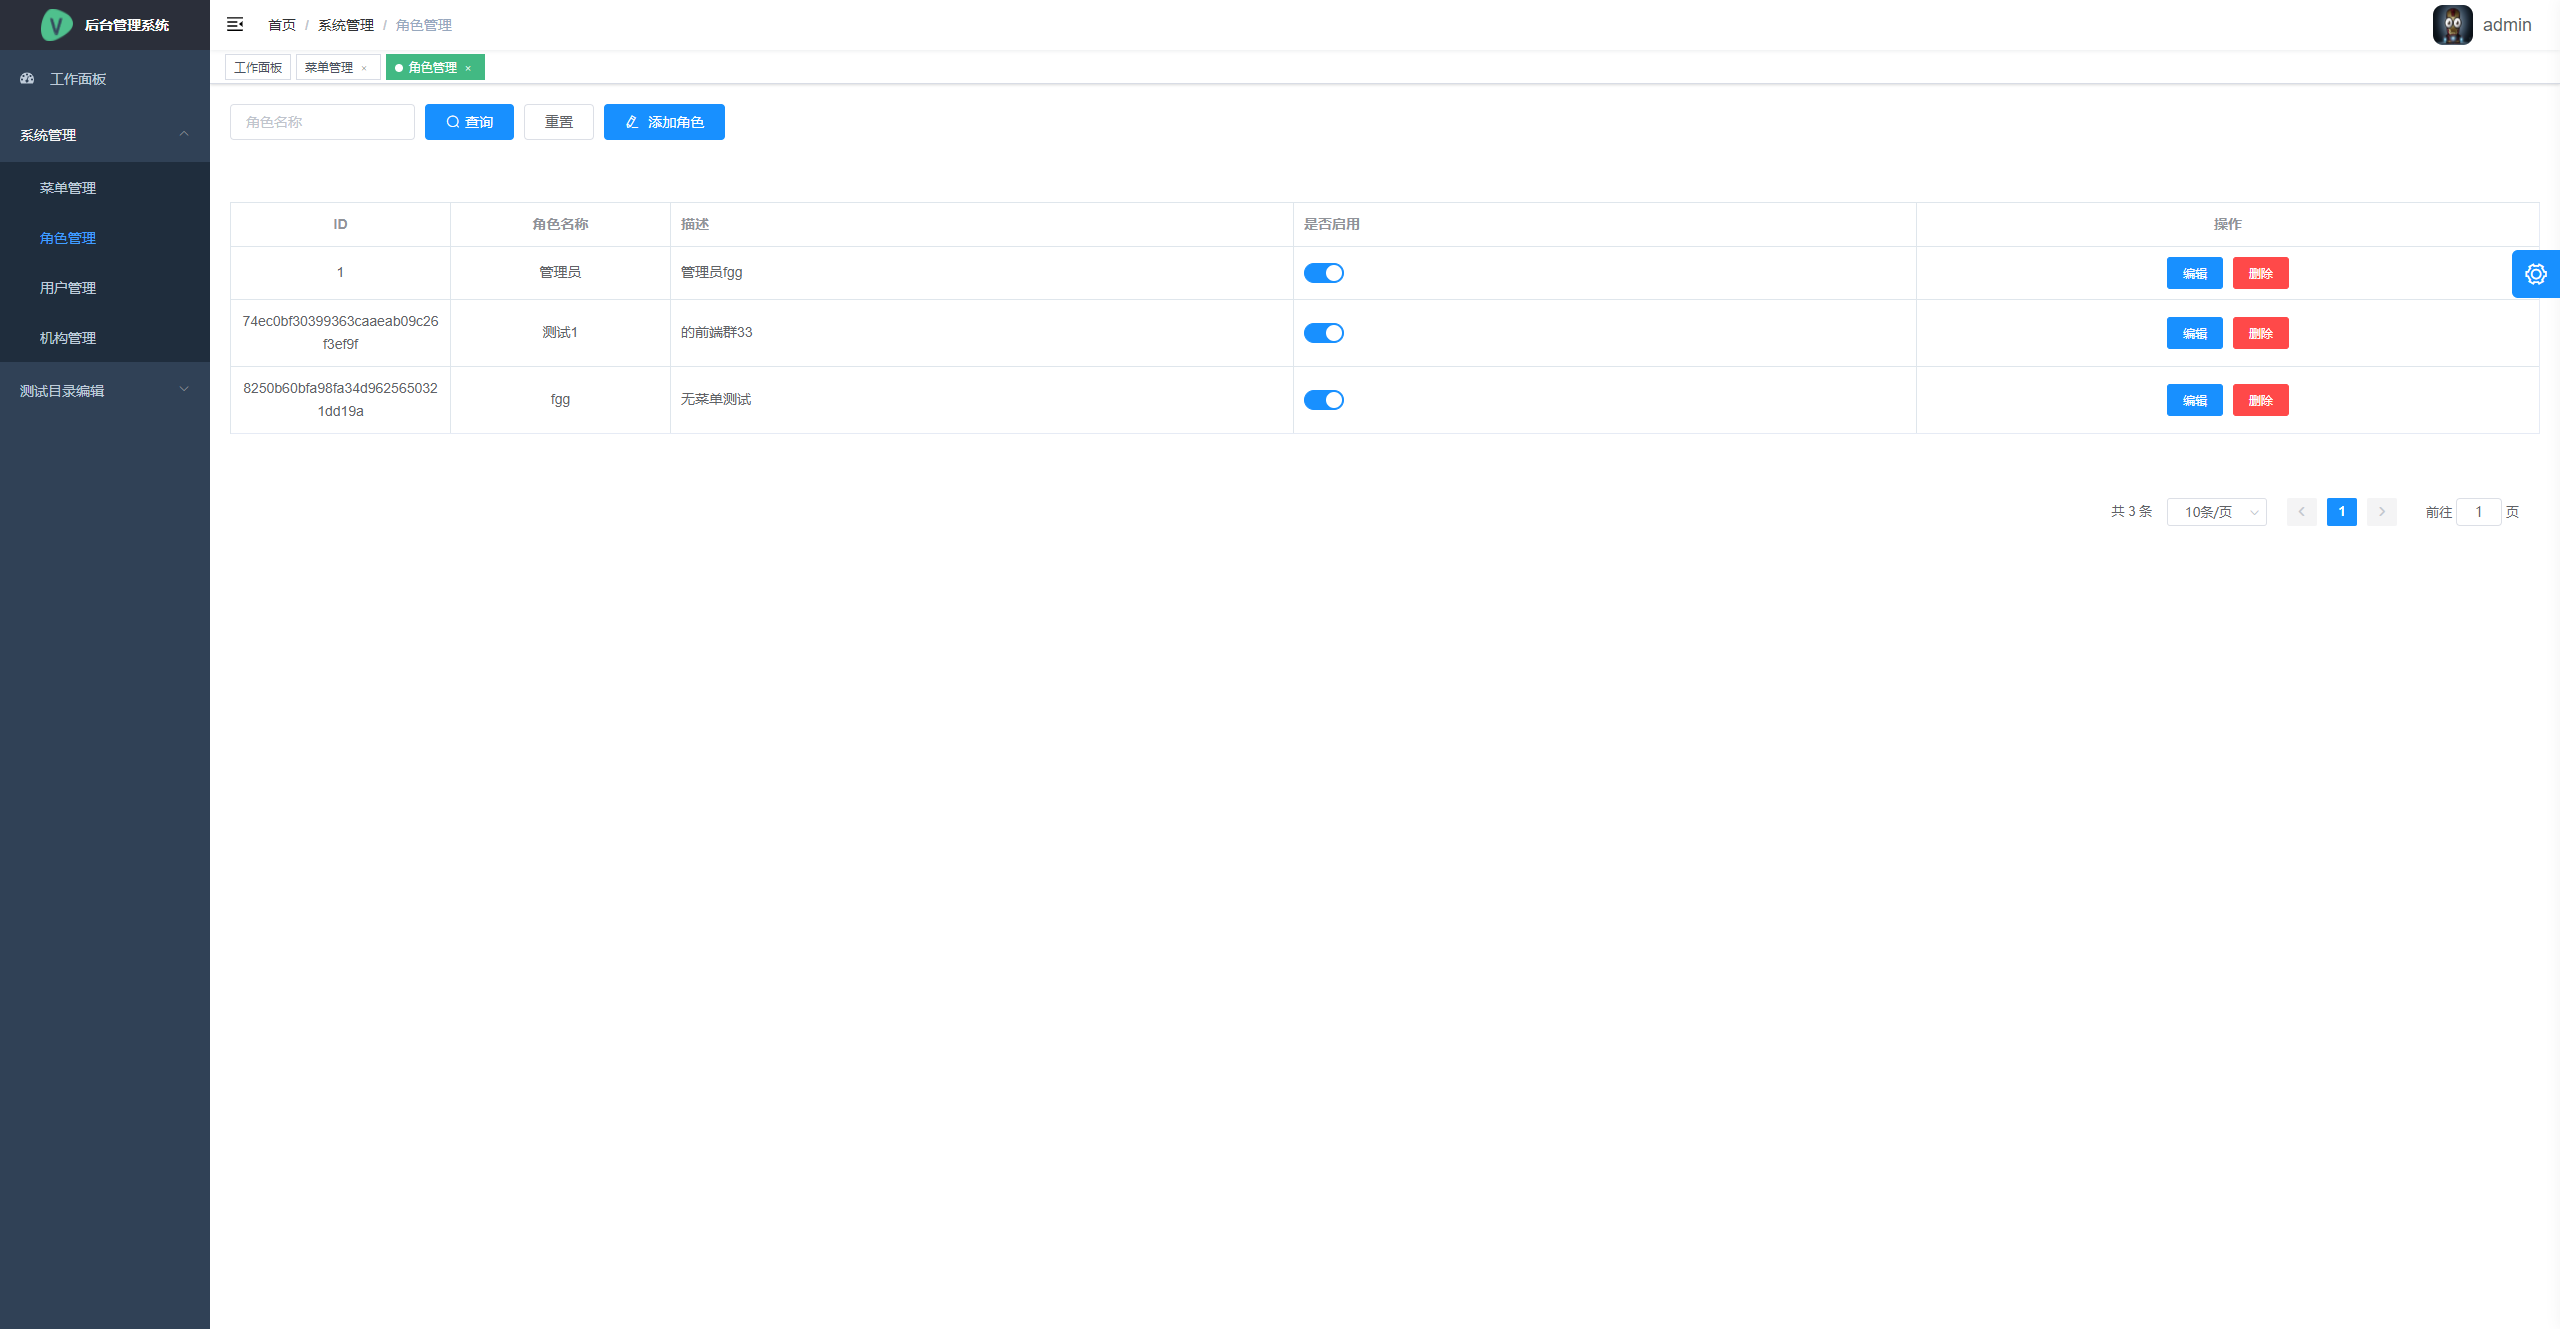 后台管理系统
首页 / 系统管理 / 角色管理
admin
工作面板
菜单管理 ×
角色管理 ×
工作面板
系统管理
菜单管理
角色管理
用户管理
机构管理
测试目录编辑
角色名称
查询
重置
添加角色
ID 角色名称 描述 是否启用 操作
1 管理员 管理员fgg 编辑 删除
74ec0bf30399363caaeab09c26
f3ef9f
测试1 的前端群33 编辑 删除
8250b60bfa98fa34d962565032
1dd19a
fgg 无菜单测试 编辑 删除
共 3 条 10条/页 1 前往 1 页